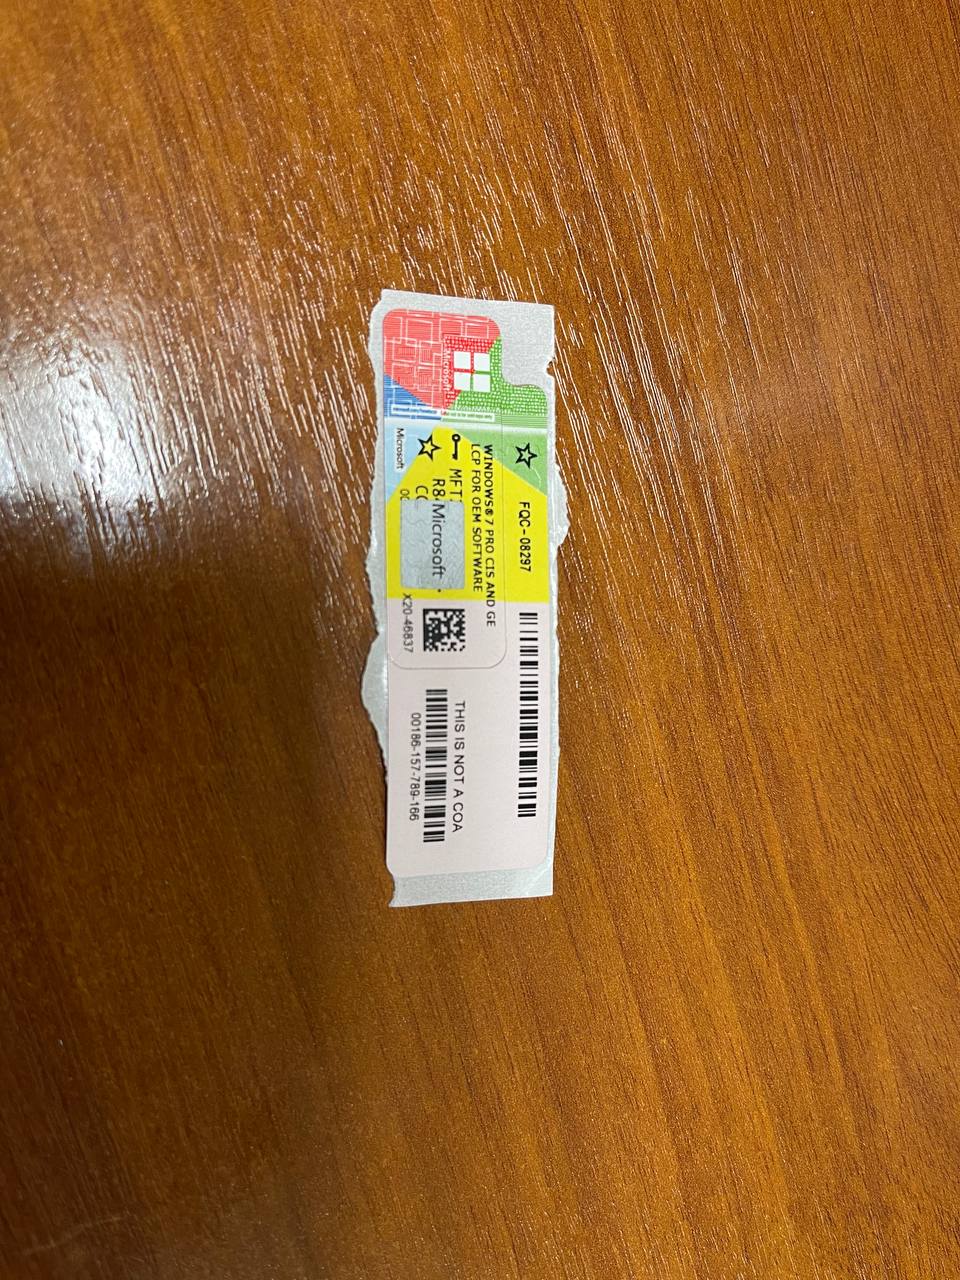 FQC-08297
WINDOWS® 7 PRO CIS AND GE
LCP FOR OEM SOFTWARE
Microsoft
MFT
R8
Microsoft
Microsoft
X20-46837
THIS IS NOT A COA
00186-157-789-166